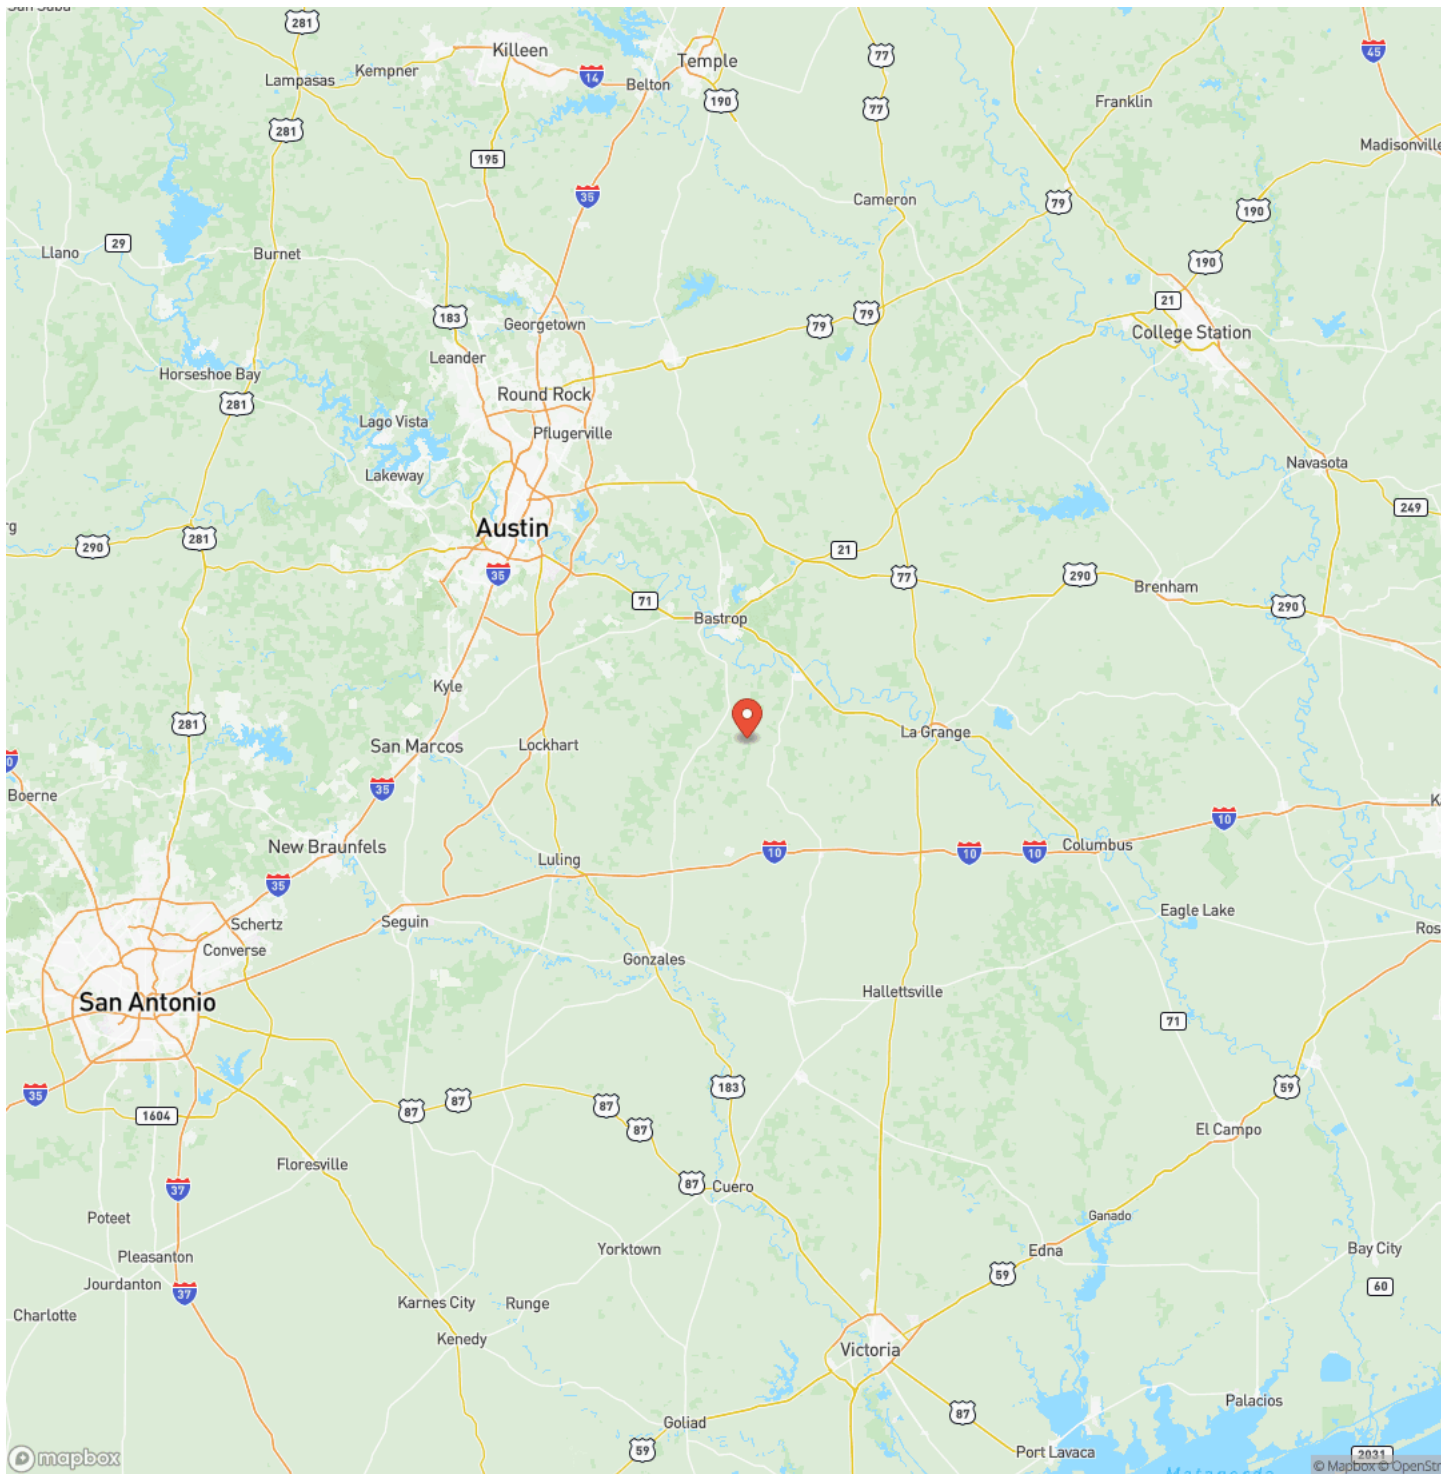 San Saba
281
Killeen
Temple
77
45
Kempner
14
Lampasas
Belton
190
77
Franklin
281
Madisonville
195
35
Cameron
79
190
29
Llano
Burnet
190
21
183
Georgetown
79
79
College Station
Leander
Horseshoe Bay
Round Rock
281
Lago Vista
Pflugerville
Navasota
Lakeway
249
Austin
290
281
21
35
77
290
Brenham
71
290
Bastrop
Kyle
281
San Marcos
Lockhart
La Grange
35
Boerne
10
New Braunfels
10
10
10
Columbus
Luling
35
Eagle Lake
Schertz
Seguin
Converse
Gonzales
San Antonio
Hallettsville
71
35
1604
87
87
87
183
59
87
El Campo
Floresville
37
87
Cuero
Poteet
Ganado
Pleasanton
Yorktown
Edna
Bay City
Jourdanton
59
60
37
Karnes City
Runge
Charlotte
Kenedy
Victoria
Palacios
87
Goliad
59
Port Lavaca
2031
mapbox
© Mapbox © OpenStr